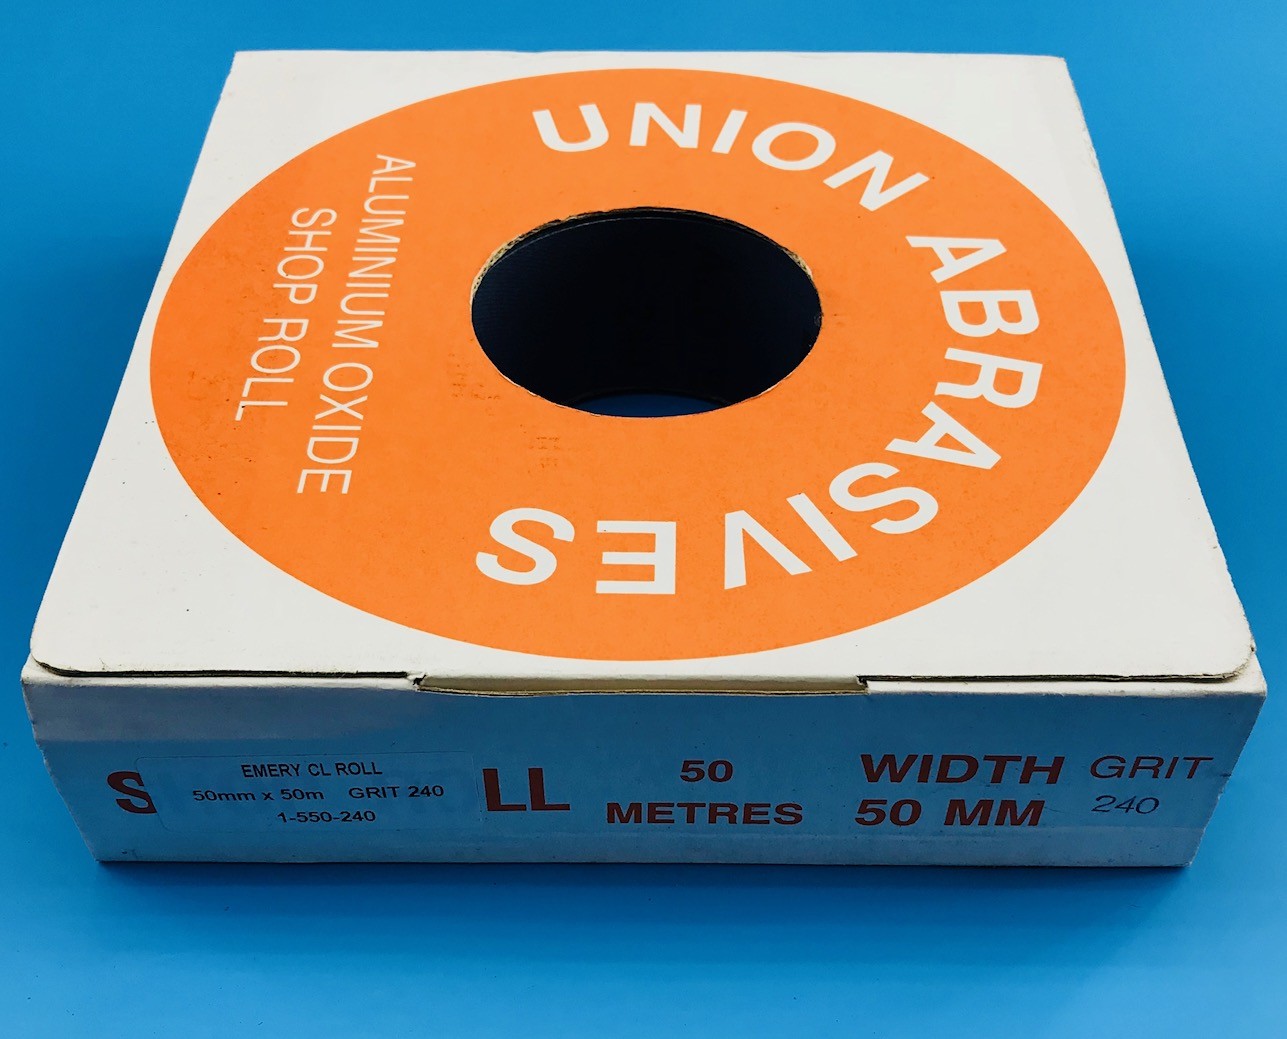 UNION ABRASIVES
ALUMINIUM OXIDE
SHOP ROLL
S LL
EMERY CL ROLL
50mm x 50m GRIT 240
1-550-240
50
METRES
WIDTH
50 MM
GRIT
240